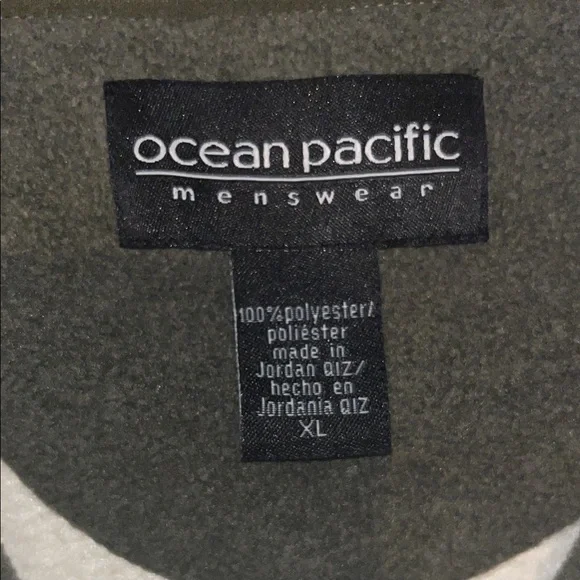 ocean pacific
menswear
100%polyester/
poliéster
made in
Jordan QIZ/
hecho en
Jordania QIZ
XL